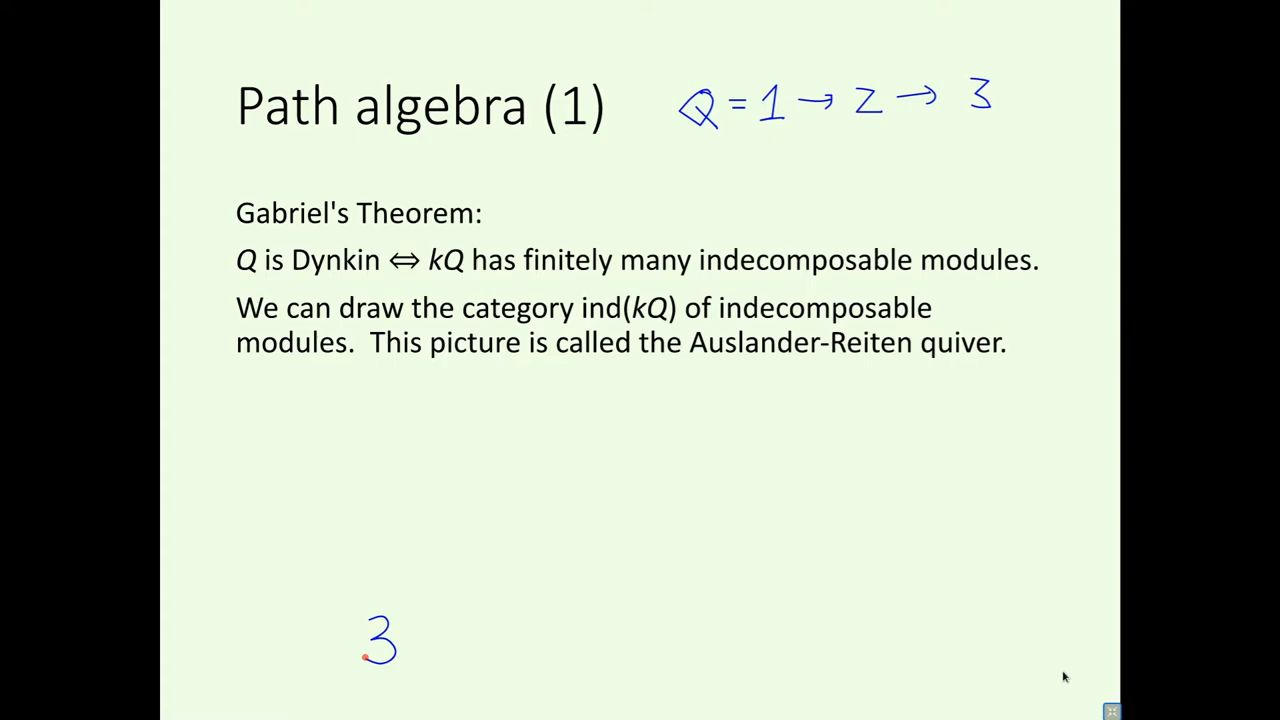 Path algebra (1) Q = 1 → 2 → 3
Gabriel's Theorem:
Q is Dynkin ⇔ kQ has finitely many indecomposable modules.
We can draw the category ind(kQ) of indecomposable
modules. This picture is called the Auslander-Reiten quiver.
3